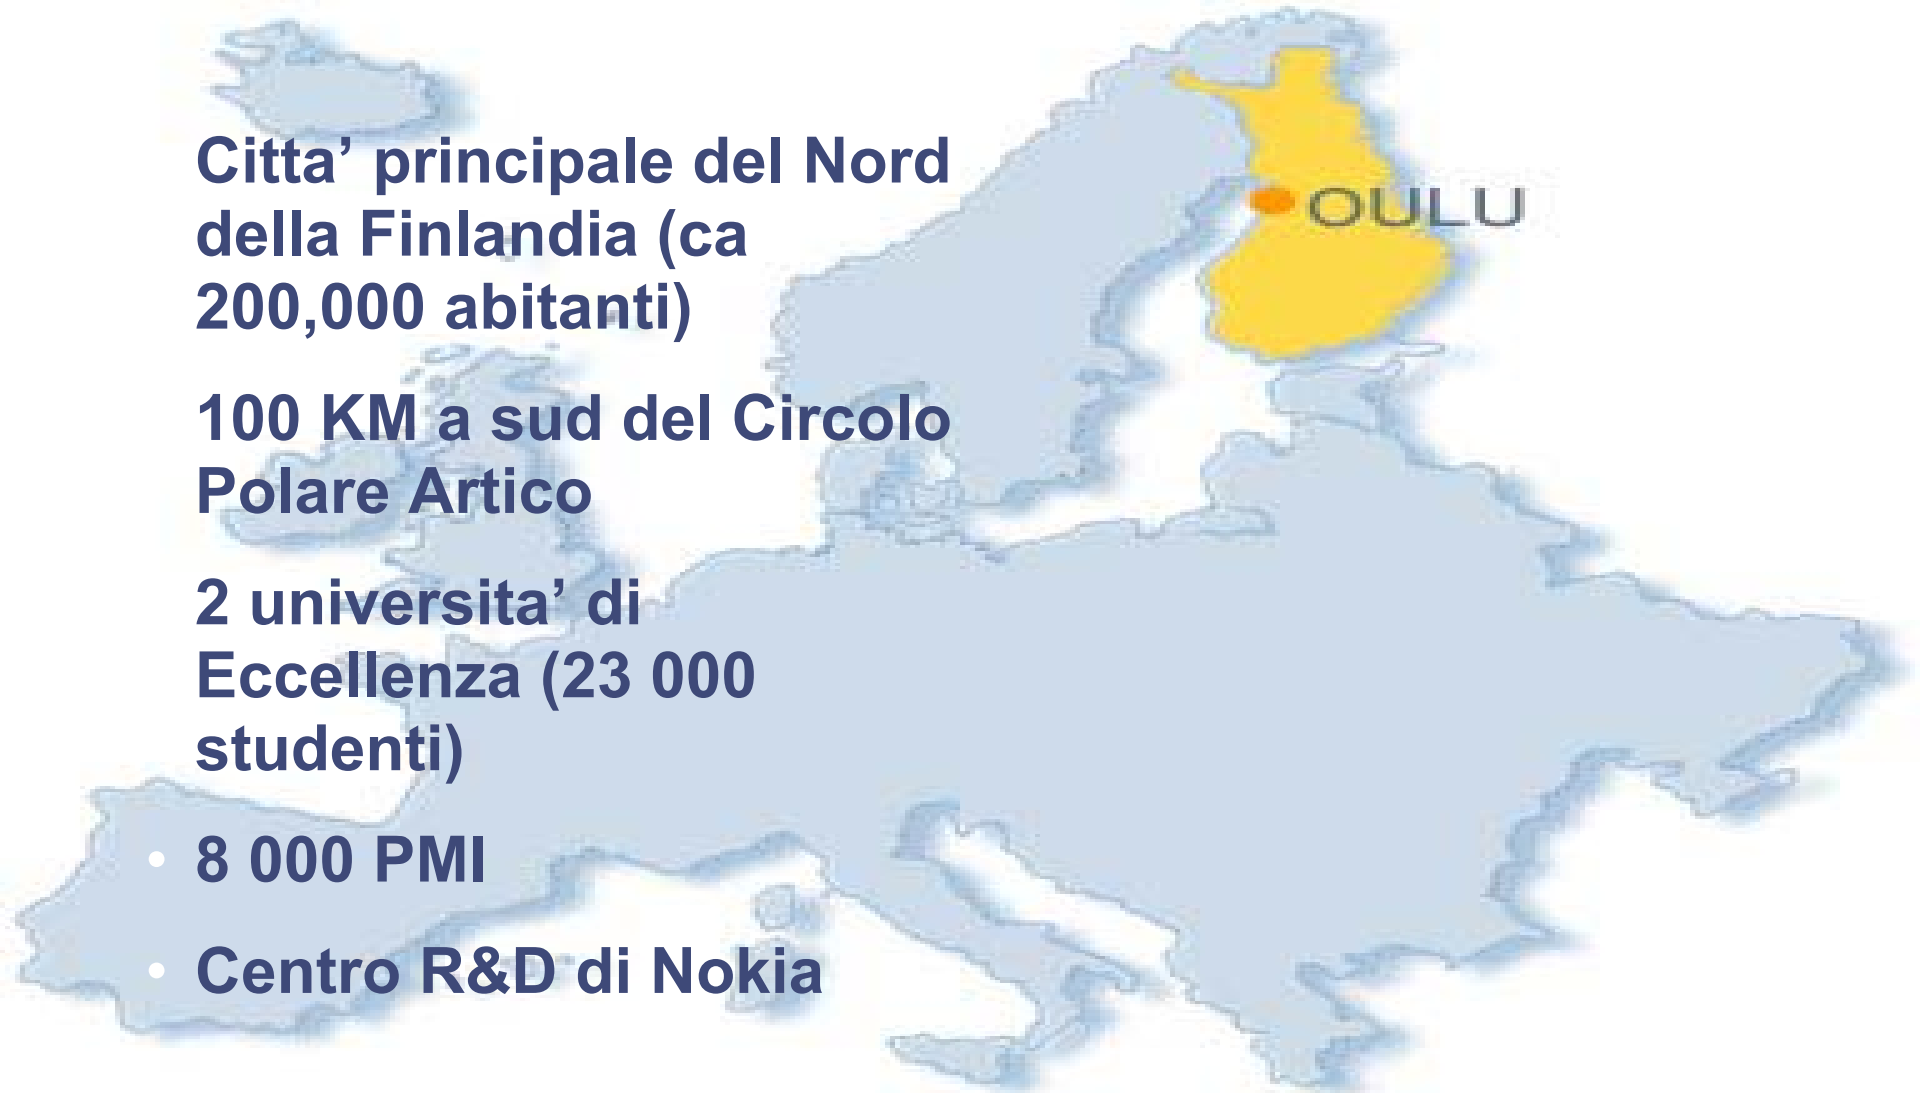 Citta’ principale del Nord
della Finlandia (ca
200,000 abitanti)
100 KM a sud del Circolo
Polare Artico
2 universita’ di
Eccellenza (23 000
studenti)
• 8 000 PMI
• Centro R&D di Nokia
OULU